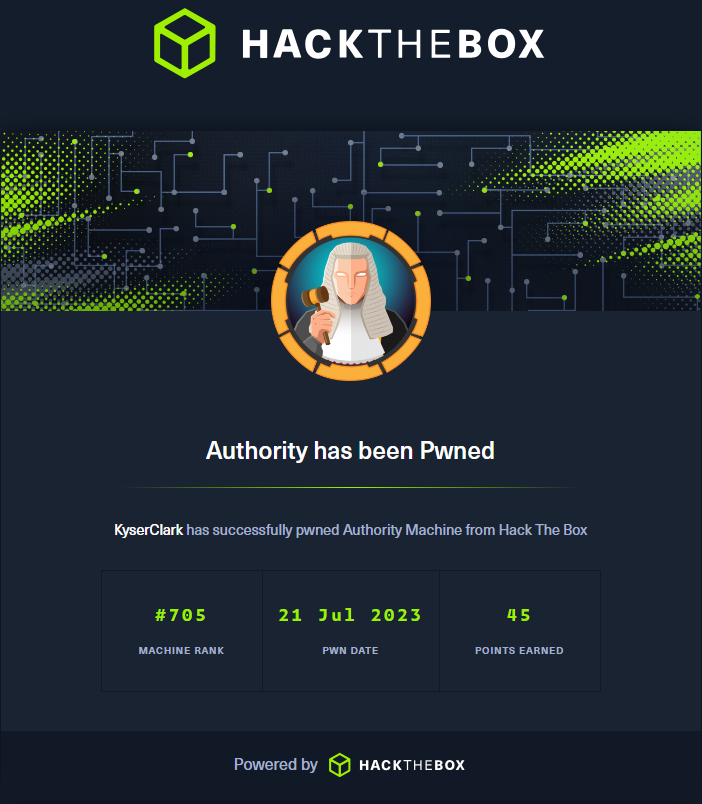 HACKTHEBOX
Authority has been Pwned
KyserClark has successfully pwned Authority Machine from Hack The Box
#705 21 Jul 2023 45
MACHINE RANK PWN DATE POINTS EARNED
Powered by HACKTHEBOX